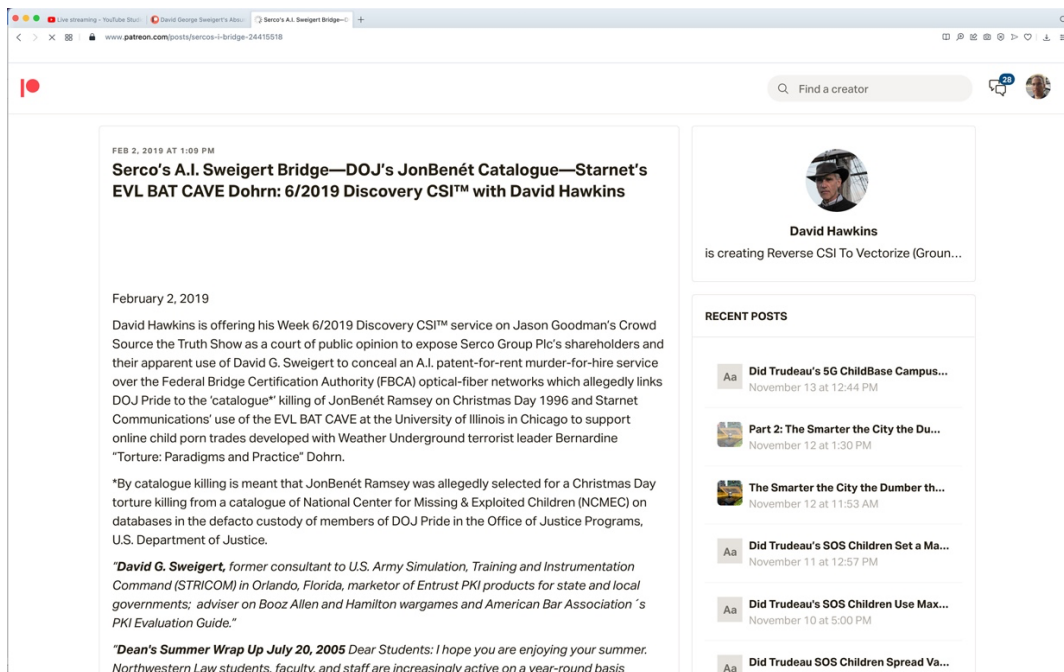 Live streaming - YouTube Stud
David George Sweigert's Abus
Serco's A.I. Sweigert Bridge—
www.patreon.com/posts/sercos-i-bridge-24415518
Find a creator
28
FEB 2, 2019 AT 1:09 PM
Serco's A.I. Sweigert Bridge—DOJ's JonBenét Catalogue—Starnet's
EVL BAT CAVE Dohrn: 6/2019 Discovery CSI™ with David Hawkins
February 2, 2019
David Hawkins is offering his Week 6/2019 Discovery CSI™ service on Jason Goodman's Crowd
Source the Truth Show as a court of public opinion to expose Serco Group Plc's shareholders and
their apparent use of David G. Sweigert to conceal an A.I. patent-for-rent murder-for-hire service
over the Federal Bridge Certification Authority (FBCA) optical-fiber networks which allegedly links
DOJ Pride to the 'catalogue*' killing of JonBenét Ramsey on Christmas Day 1996 and Starnet
Communications' use of the EVL BAT CAVE at the University of Illinois in Chicago to support
online child porn trades developed with Weather Underground terrorist leader Bernardine
"Torture: Paradigms and Practice" Dohrn.
*By catalogue killing is meant that JonBenét Ramsey was allegedly selected for a Christmas Day
torture killing from a catalogue of National Center for Missing & Exploited Children (NCMEC) on
databases in the defacto custody of members of DOJ Pride in the Office of Justice Programs,
U.S. Department of Justice.
"David G. Sweigert, former consultant to U.S. Army Simulation, Training and Instrumentation
Command (STRICOM) in Orlando, Florida, marketor of Entrust PKI products for state and local
governments; adviser on Booz Allen and Hamilton wargames and American Bar Association´s
PKI Evaluation Guide."
"Dean's Summer Wrap Up July 20, 2005 Dear Students: I hope you are enjoying your summer.
Northwestern Law students, faculty, and staff are increasingly active on a year-round basis
David Hawkins
is creating Reverse CSI To Vectorize (Groun...
RECENT POSTS
Aa
Did Trudeau's 5G ChildBase Campus...
November 13 at 12:44 PM
Part 2: The Smarter the City the Du...
November 12 at 1:30 PM
The Smarter the City the Dumber th...
November 12 at 11:53 AM
Aa
Did Trudeau's SOS Children Set a Ma...
November 11 at 12:57 PM
Aa
Did Trudeau's SOS Children Use Max...
November 10 at 5:00 PM
Aa
Did Trudeau SOS Children Spread Va...